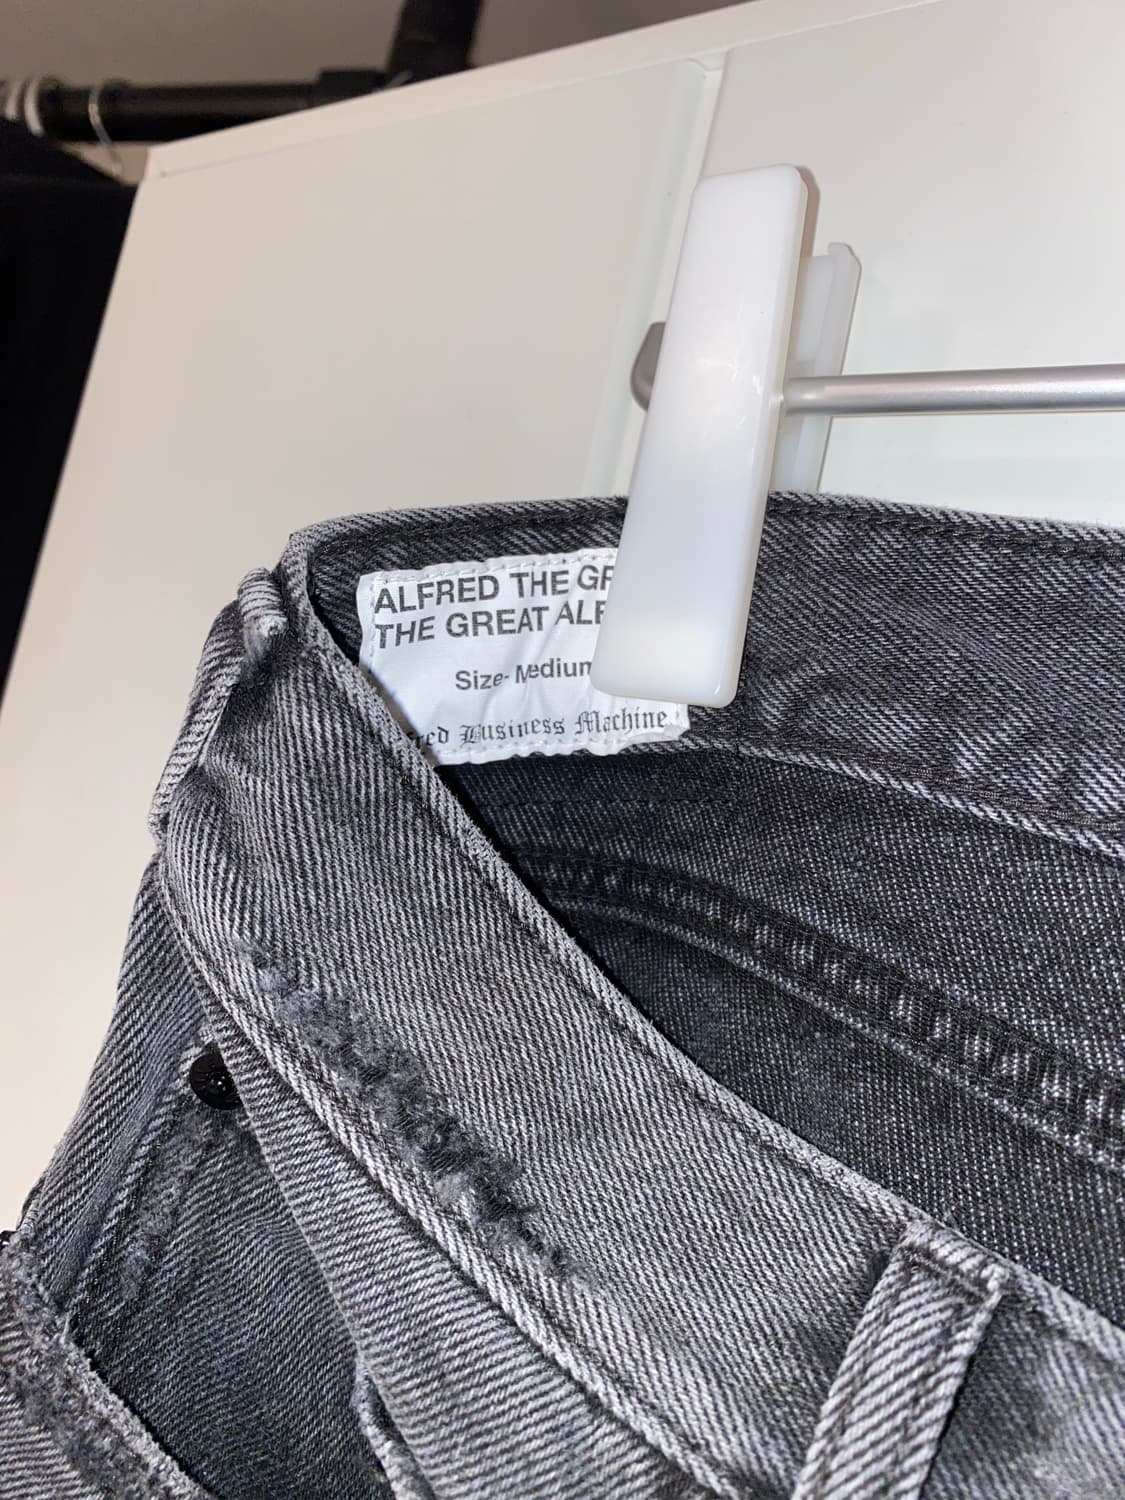 ALFRED THE GR
THE GREAT ALF
Size- Medium
Business Machine